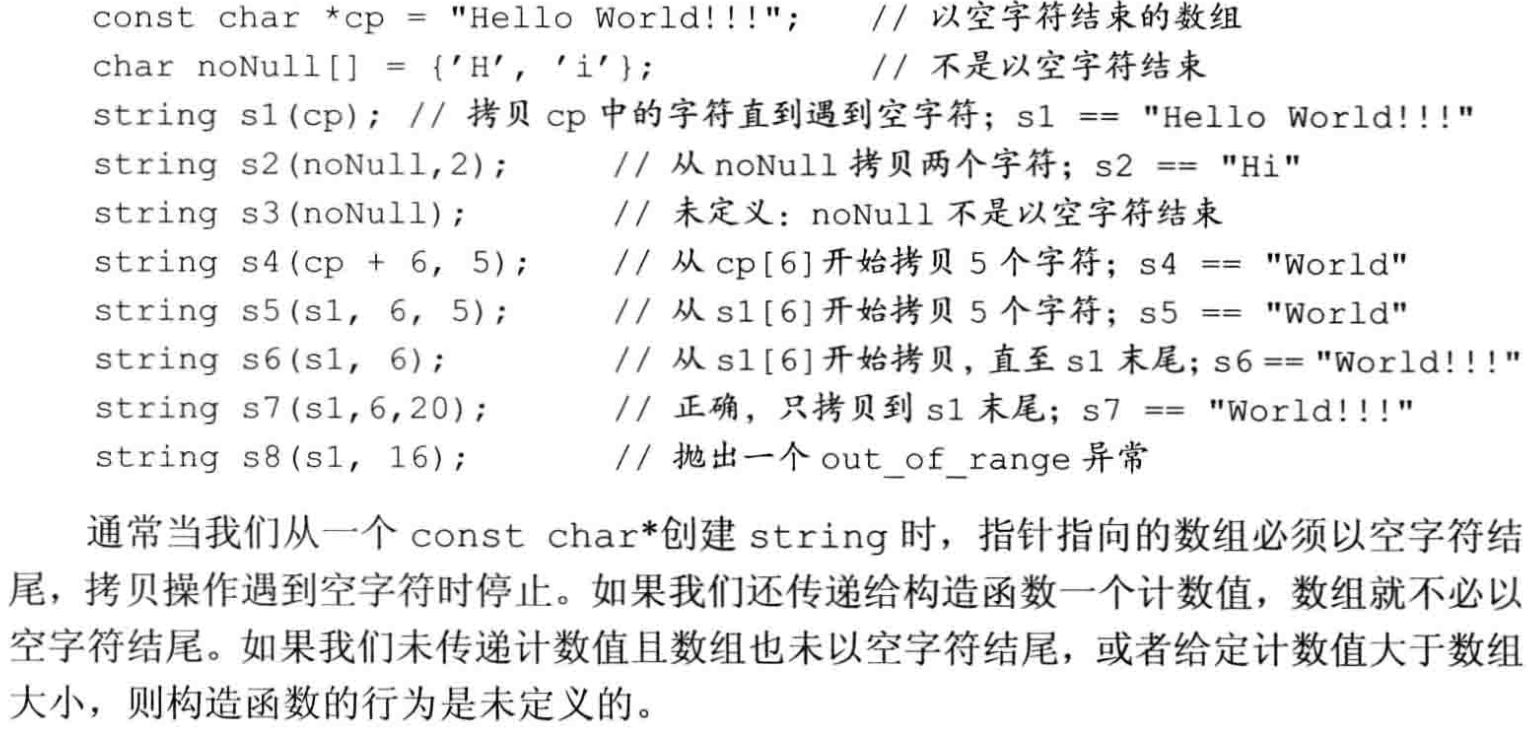 const char *cp = "Hello World!!!";   // 以空字符结束的数组
char noNull[] = {'H', 'i'};   // 不是以空字符结束
string s1(cp); // 拷贝 cp 中的字符直到遇到空字符; s1 == "Hello World!!!"
string s2(noNull,2);   // 从 noNull 拷贝两个字符; s2 == "Hi"
string s3(noNull);   // 未定义: noNull 不是以空字符结束
string s4(cp + 6, 5);   // 从 cp[6]开始拷贝 5 个字符; s4 == "World"
string s5(s1, 6, 5);   // 从 s1[6]开始拷贝 5 个字符; s5 == "World"
string s6(s1, 6);   // 从 s1[6]开始拷贝, 直至 s1 末尾; s6 == "World!!!"
string s7(s1,6,20);   // 正确, 只拷贝到 s1 末尾; s7 == "World!!!"
string s8(s1, 16);   // 抛出一个 out_of_range 异常
通常当我们从一个 const char*创建 string 时，指针指向的数组必须以空字符结
尾，拷贝操作遇到空字符时停止。如果我们还传递给构造函数一个计数值，数组就不必以
空字符结尾。如果我们未传递计数值且数组也未以空字符结尾，或者给定计数值大于数组
大小，则构造函数的行为是未定义的。